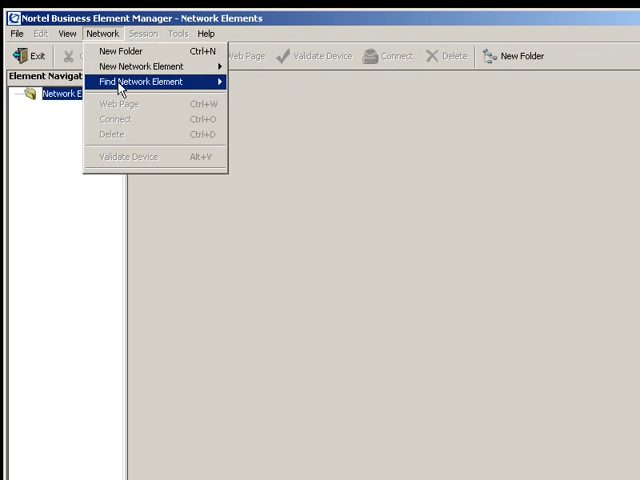 Nortel Business Element Manager - Network Elements
File Edit View Network Session Tools Help
Exit Web Page Validate Device Connect Delete New Folder
New Folder Ctrl+N
New Network Element
Find Network Element
Web Page Ctrl+W
Connect Ctrl+O
Delete Ctrl+D
Validate Device Alt+V
Element Navigat
Network E